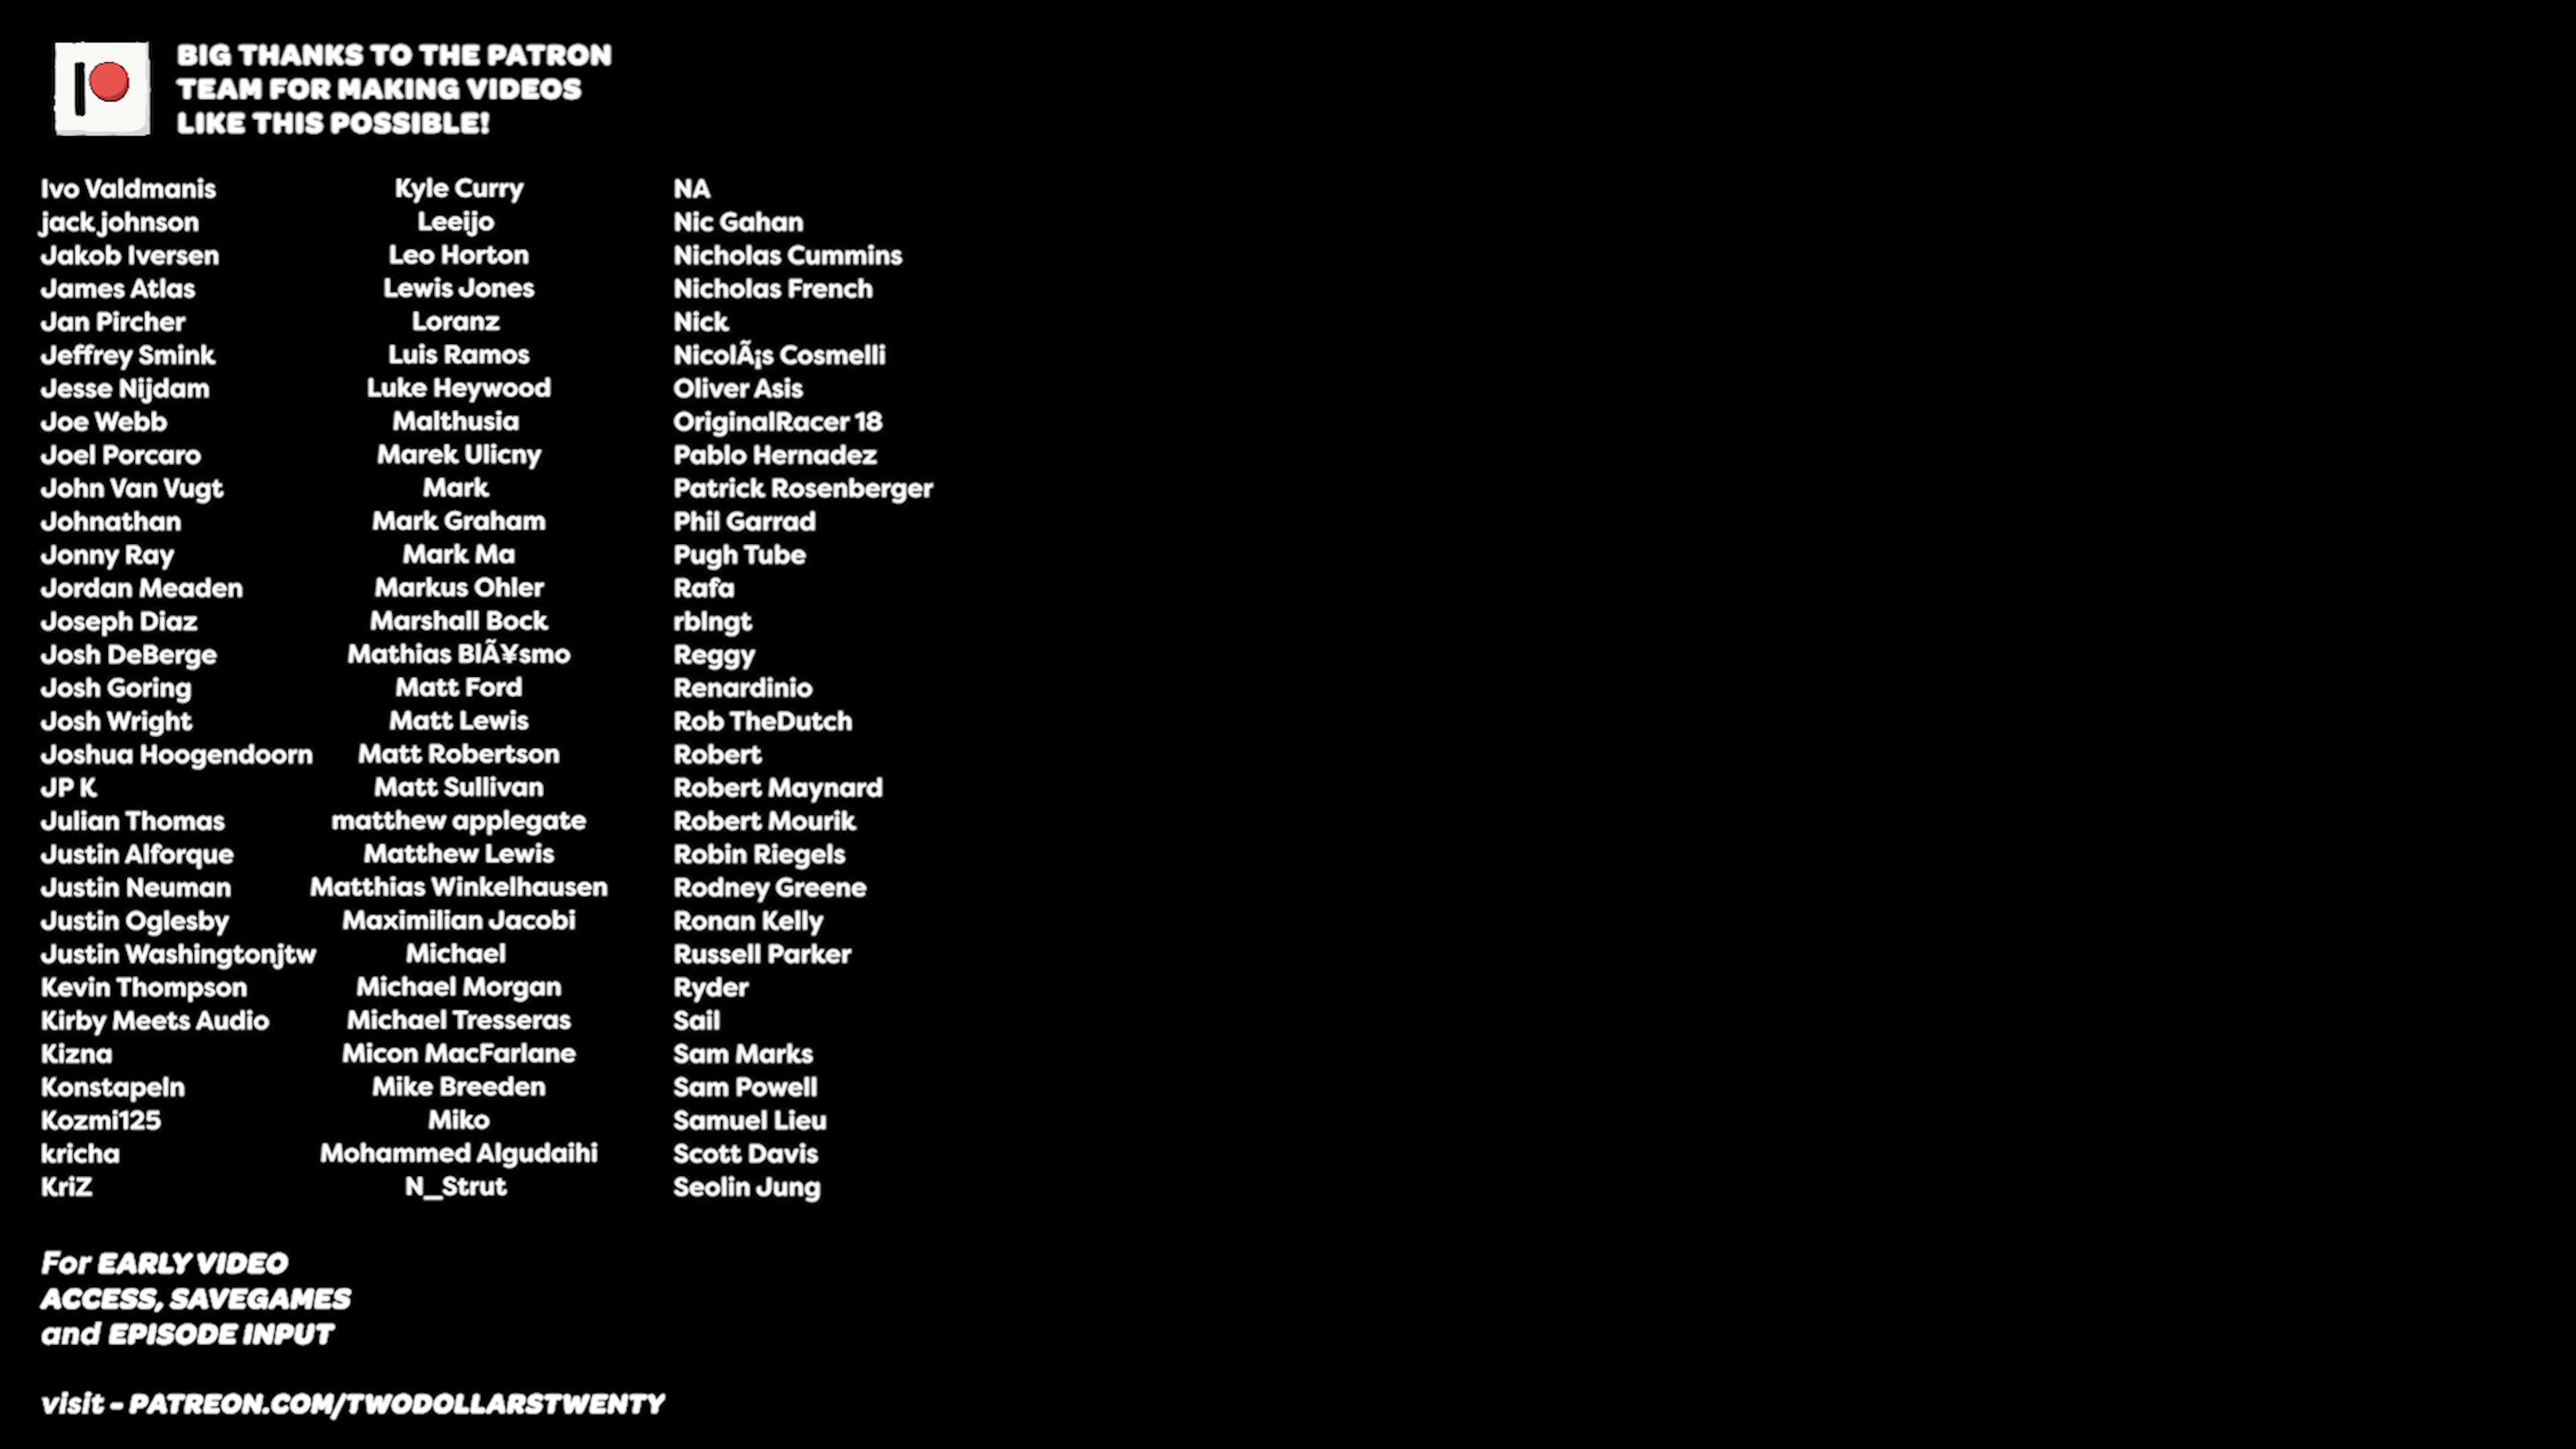 BIG THANKS TO THE PATRON
TEAM FOR MAKING VIDEOS
LIKE THIS POSSIBLE!
Ivo Valdmanis
jack johnson
Jakob Iversen
James Atlas
Jan Pircher
Jeffrey Smink
Jesse Nijdam
Joe Webb
Joel Porcaro
John Van Vugt
Johnathan
Jonny Ray
Jordan Meaden
Joseph Diaz
Josh DeBerge
Josh Goring
Josh Wright
Joshua Hoogendoorn
JP K
Julian Thomas
Justin Alforque
Justin Neuman
Justin Oglesby
Justin Washingtonjtw
Kevin Thompson
Kirby Meets Audio
Kizna
Konstapeln
Kozmi125
kricha
KriZ
Kyle Curry
Leeijo
Leo Horton
Lewis Jones
Loranz
Luis Ramos
Luke Heywood
Malthusia
Marek Ulicny
Mark
Mark Graham
Mark Ma
Markus Ohler
Marshall Bock
Mathias BlÃ¥smo
Matt Ford
Matt Lewis
Matt Robertson
Matt Sullivan
matthew applegate
Matthew Lewis
Matthias Winkelhausen
Maximilian Jacobi
Michael
Michael Morgan
Michael Tresseras
Micon MacFarlane
Mike Breeden
Miko
Mohammed Algudaihi
N_Strut
NA
Nic Gahan
Nicholas Cummins
Nicholas French
Nick
NicolÃ¡s Cosmelli
Oliver Asis
OriginalRacer 18
Pablo Hernadez
Patrick Rosenberger
Phil Garrad
Pugh Tube
Rafa
rblngt
Reggy
Renardinio
Rob TheDutch
Robert
Robert Maynard
Robert Mourik
Robin Riegels
Rodney Greene
Ronan Kelly
Russell Parker
Ryder
Sail
Sam Marks
Sam Powell
Samuel Lieu
Scott Davis
Seolin Jung
For EARLY VIDEO
ACCESS, SAVEGAMES
and EPISODE INPUT
visit - PATREON.COM/TWODOLLARSTWENTY